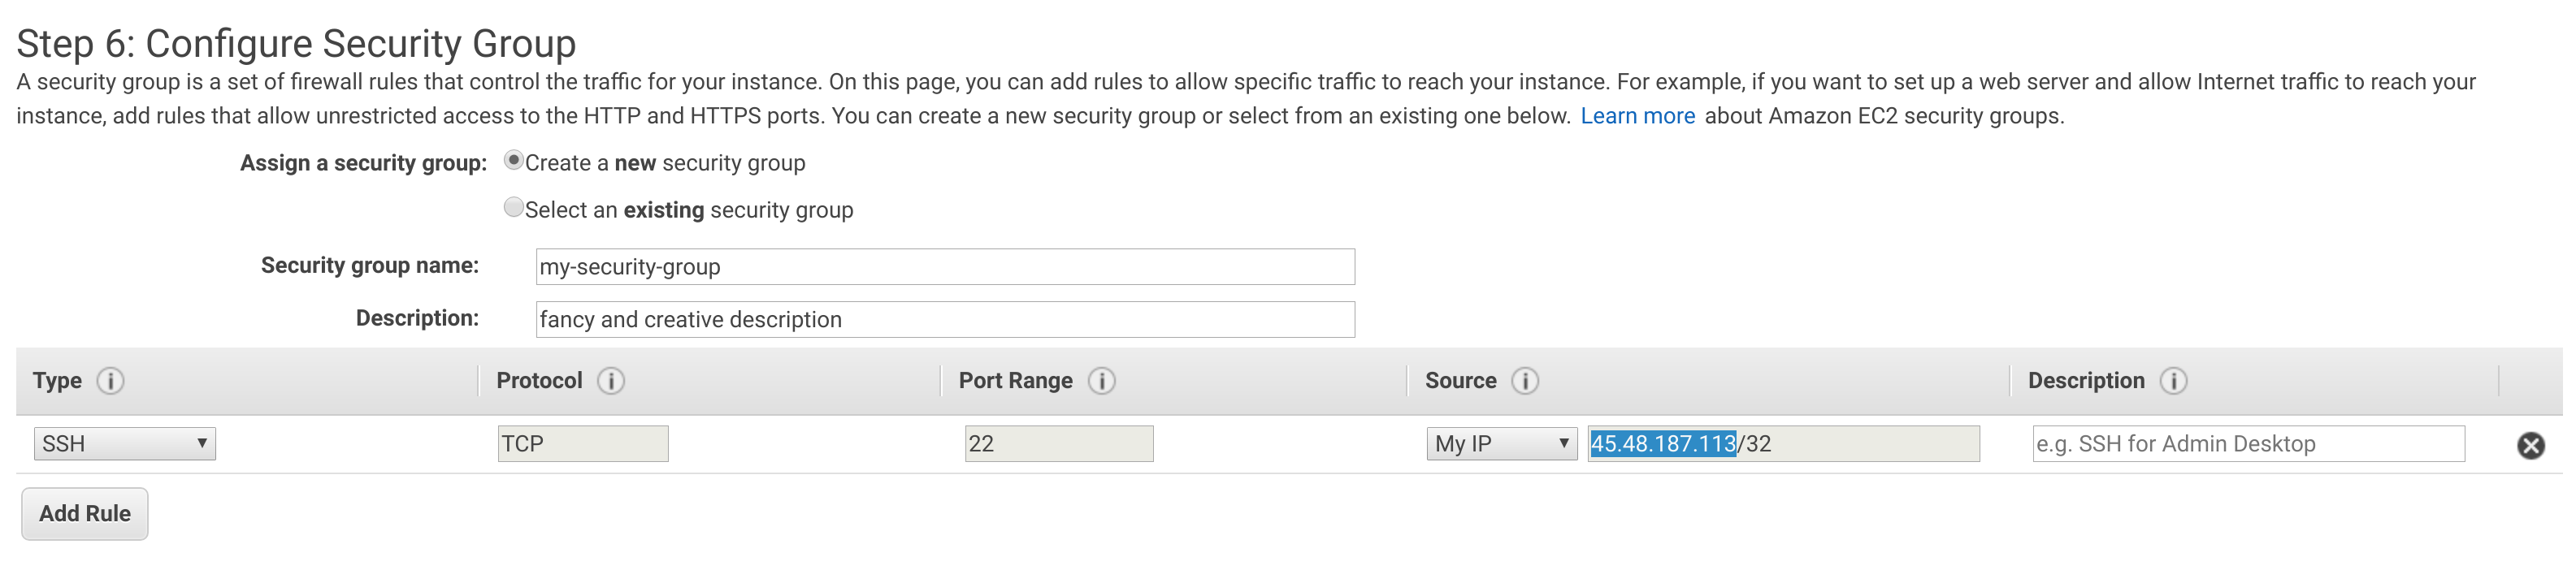 Step 6: Configure Security Group
A security group is a set of firewall rules that control the traffic for your instance. On this page, you can add rules to allow specific traffic to reach your instance. For example, if you want to set up a web server and allow Internet traffic to reach your
instance, add rules that allow unrestricted access to the HTTP and HTTPS ports. You can create a new security group or select from an existing one below. Learn more about Amazon EC2 security groups.
Assign a security group: Create a new security group
Select an existing security group
Security group name: my-security-group
Description: fancy and creative description
Type i Protocol i Port Range i Source i Description i
SSH TCP 22 My IP 45.48.187.113/32 e.g. SSH for Admin Desktop
Add Rule